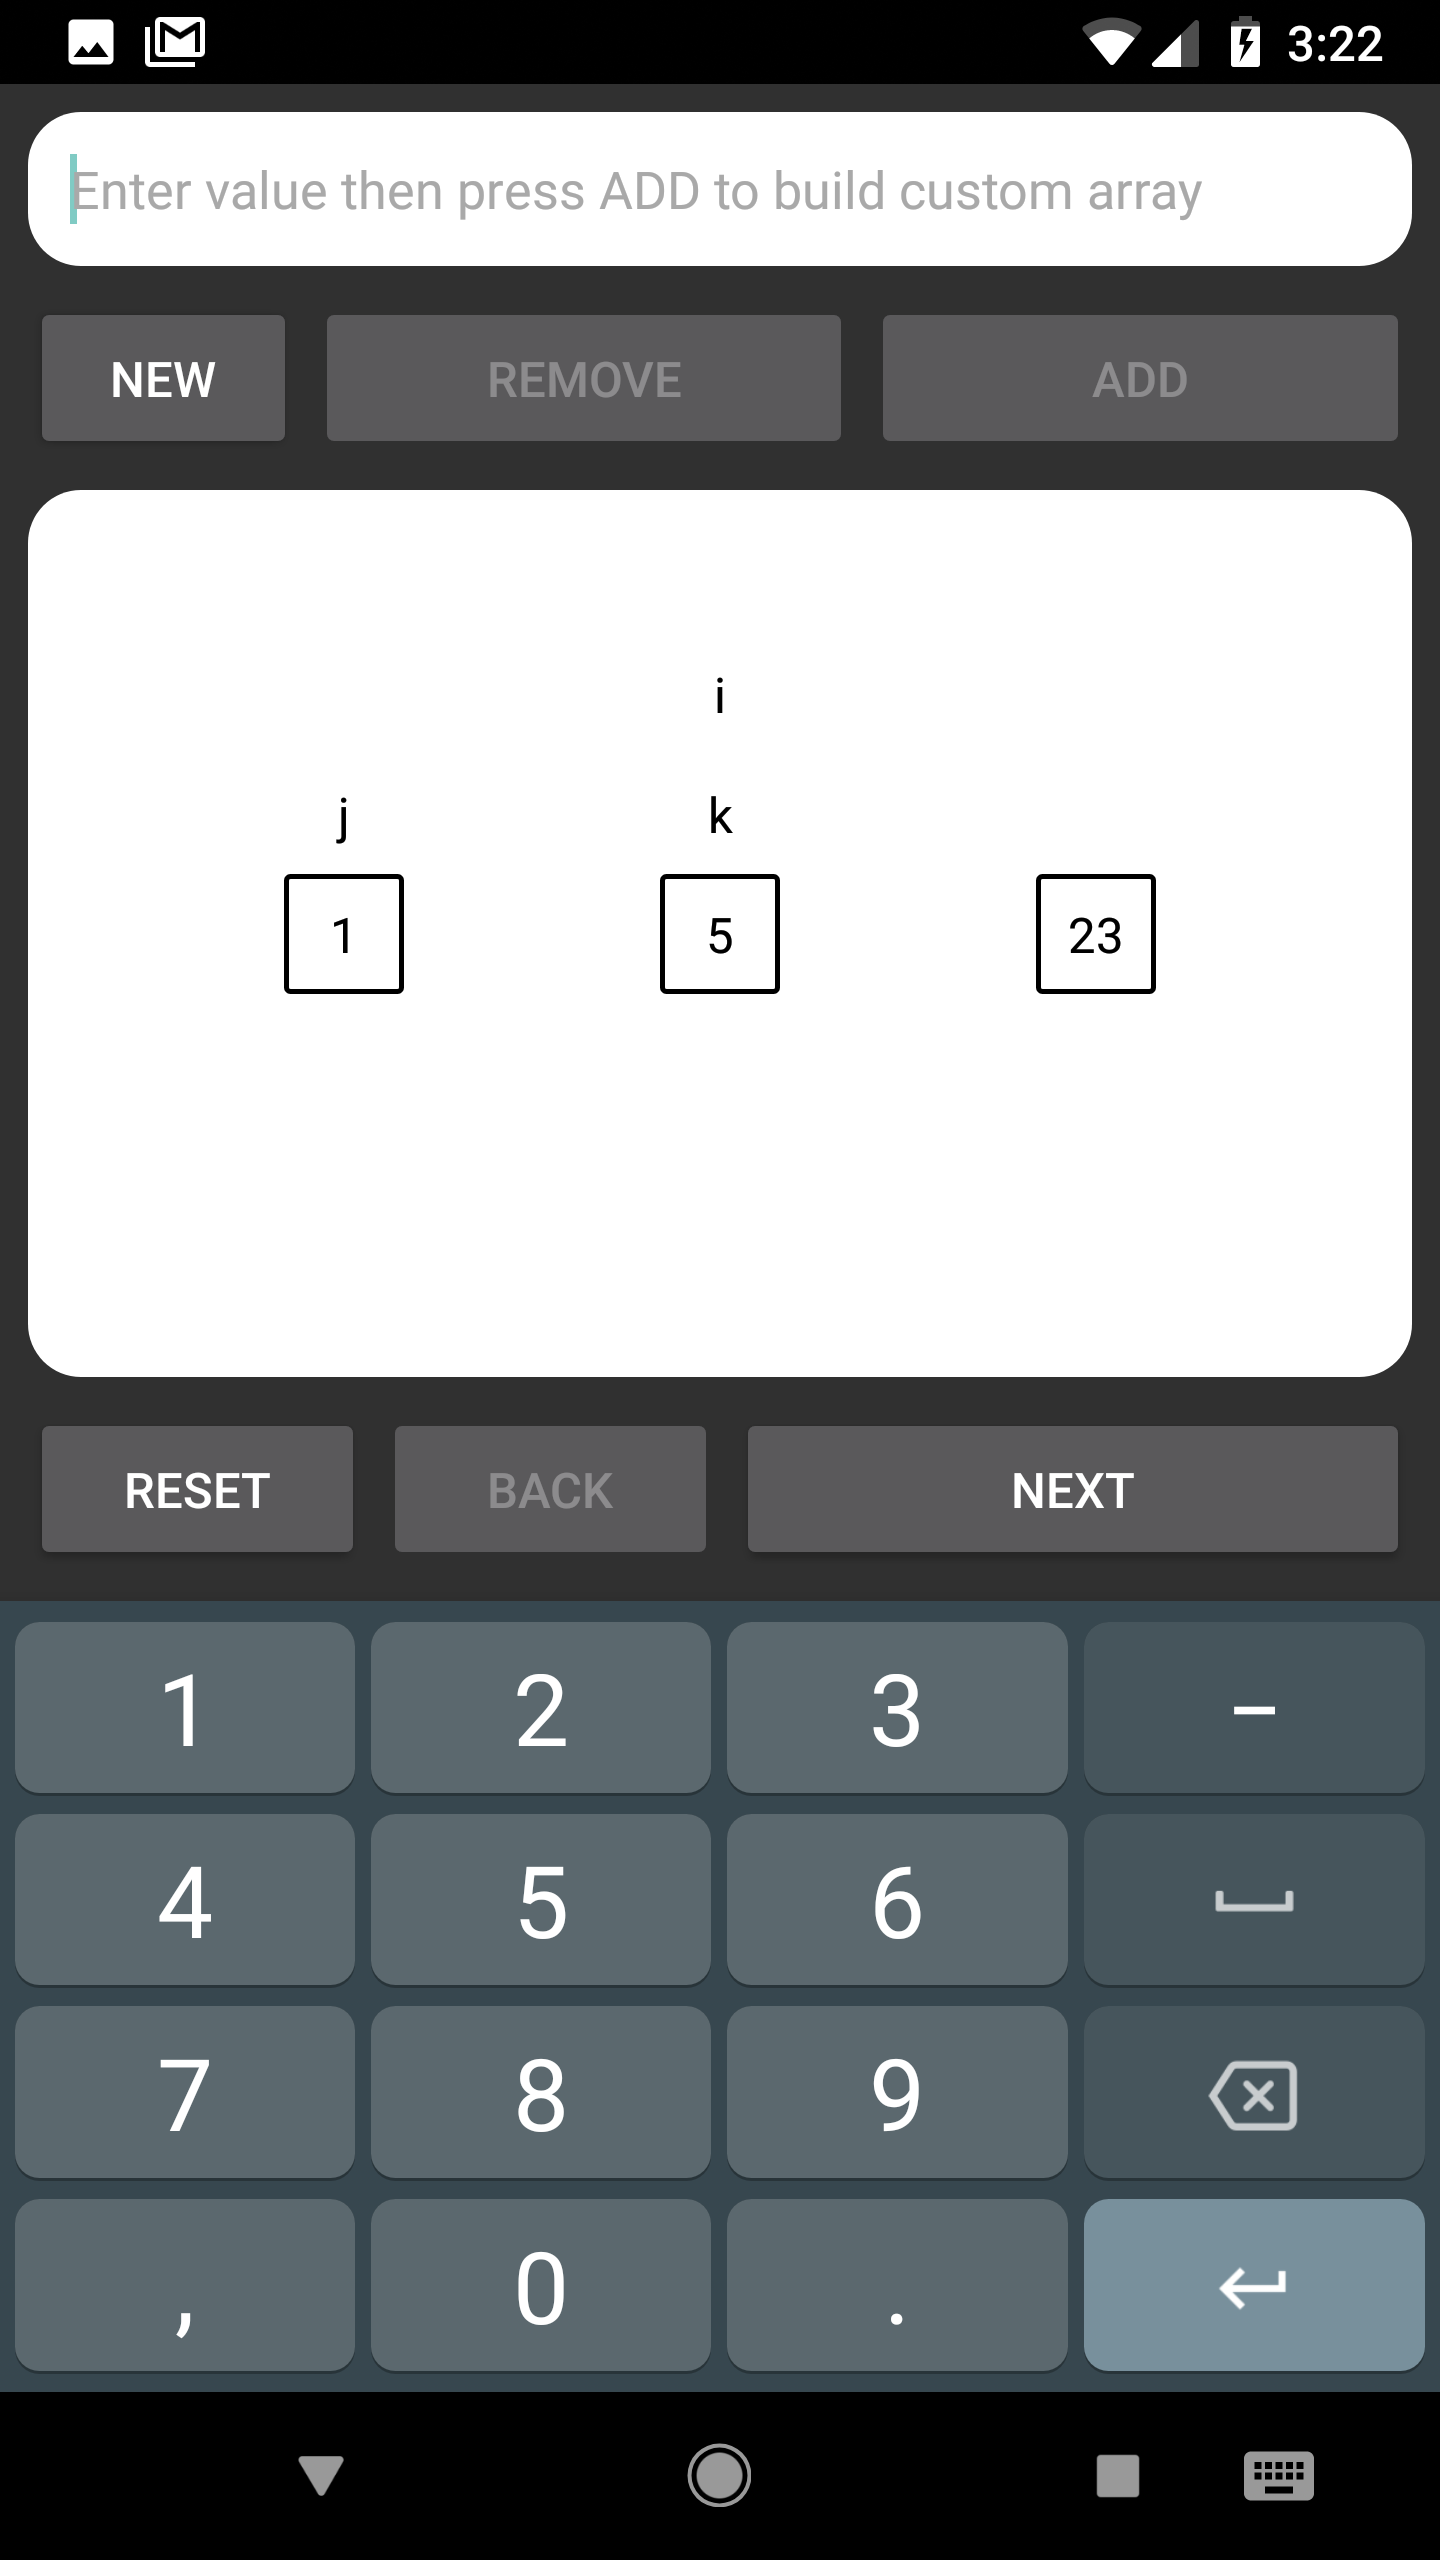 3:22
Enter value then press ADD to build custom array
NEW REMOVE ADD
i
j k
1 5 23
RESET BACK NEXT
1 2 3 –
4 5 6
7 8 9
, 0 .